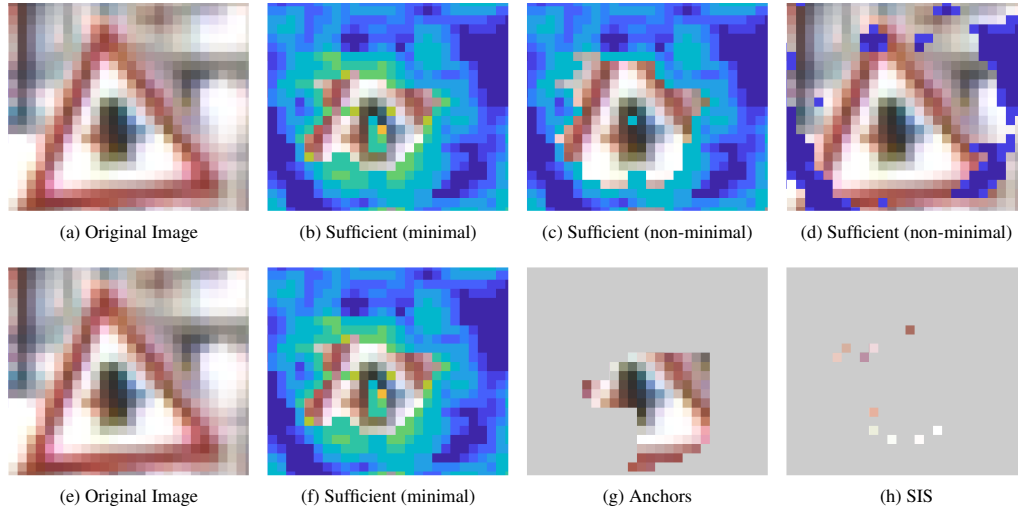 (a) Original Image
(b) Sufficient (minimal)
(c) Sufficient (non-minimal)
(d) Sufficient (non-minimal)
(e) Original Image
(f) Sufficient (minimal)
(g) Anchors
(h) SIS